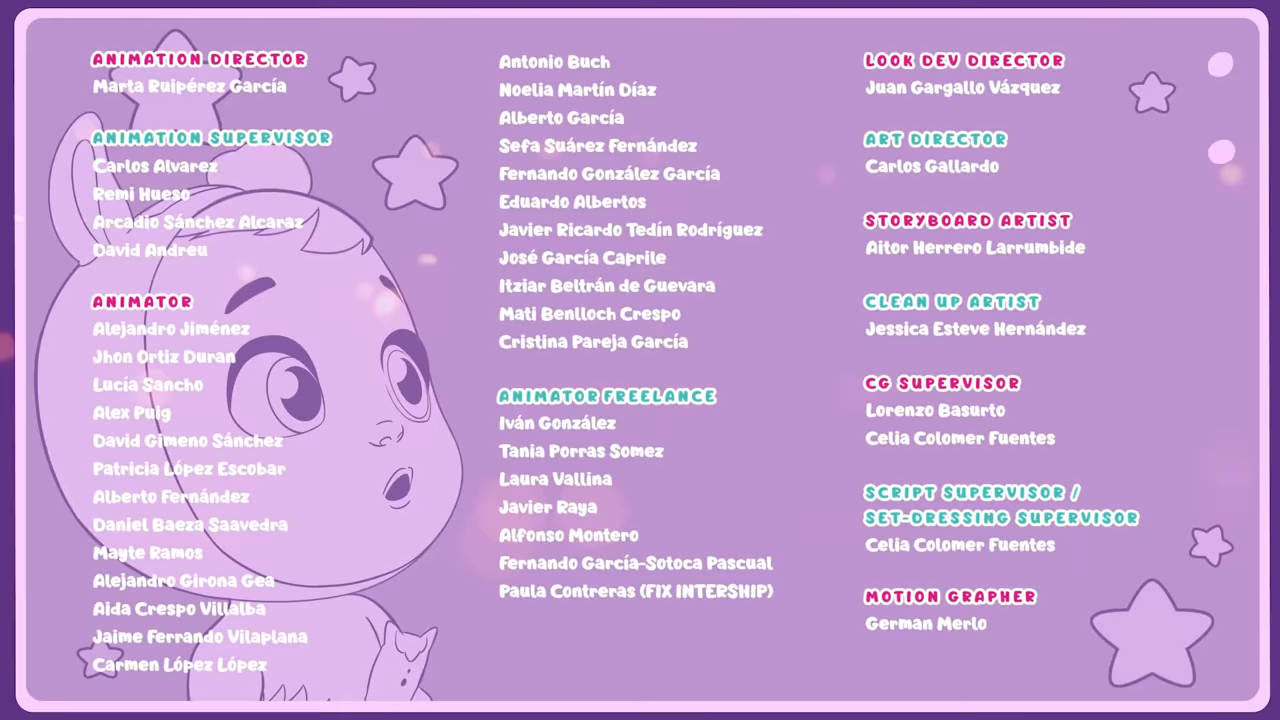 ANIMATION DIRECTOR
Marta Ruipérez García
ANIMATION SUPERVISOR
Carlos Alvarez
Remi Hueso
Arcadio Sánchez Alcaraz
David Andreu
ANIMATOR
Alejandro Jiménez
Jhon Ortiz Duran
Lucía Sancho
Alex Puig
David Gimeno Sánchez
Patricia López Escobar
Alberto Fernández
Daniel Baeza Saavedra
Mayte Ramos
Alejandro Girona Gea
Aida Crespo Villalba
Jaime Ferrando Vilaplana
Carmen López López
Antonio Buch
Noelia Martín Díaz
Alberto García
Sefa Suárez Fernández
Fernando González García
Eduardo Albertos
Javier Ricardo Tedín Rodríguez
José García Caprile
Itziar Beltrán de Guevara
Mati Benlloch Crespo
Cristina Pareja García
ANIMATOR FREELANCE
Iván González
Tania Porras Somez
Laura Vallina
Javier Raya
Alfonso Montero
Fernando García-Sotoca Pascual
Paula Contreras (FIX INTERSHIP)
LOOK DEV DIRECTOR
Juan Gargallo Vázquez
ART DIRECTOR
Carlos Gallardo
STORYBOARD ARTIST
Aitor Herrero Larrumbide
CLEAN UP ARTIST
Jessica Esteve Hernández
CG SUPERVISOR
Lorenzo Basurto
Celia Colomer Fuentes
SCRIPT SUPERVISOR /
SET-DRESSING SUPERVISOR
Celia Colomer Fuentes
MOTION GRAPHER
German Merlo